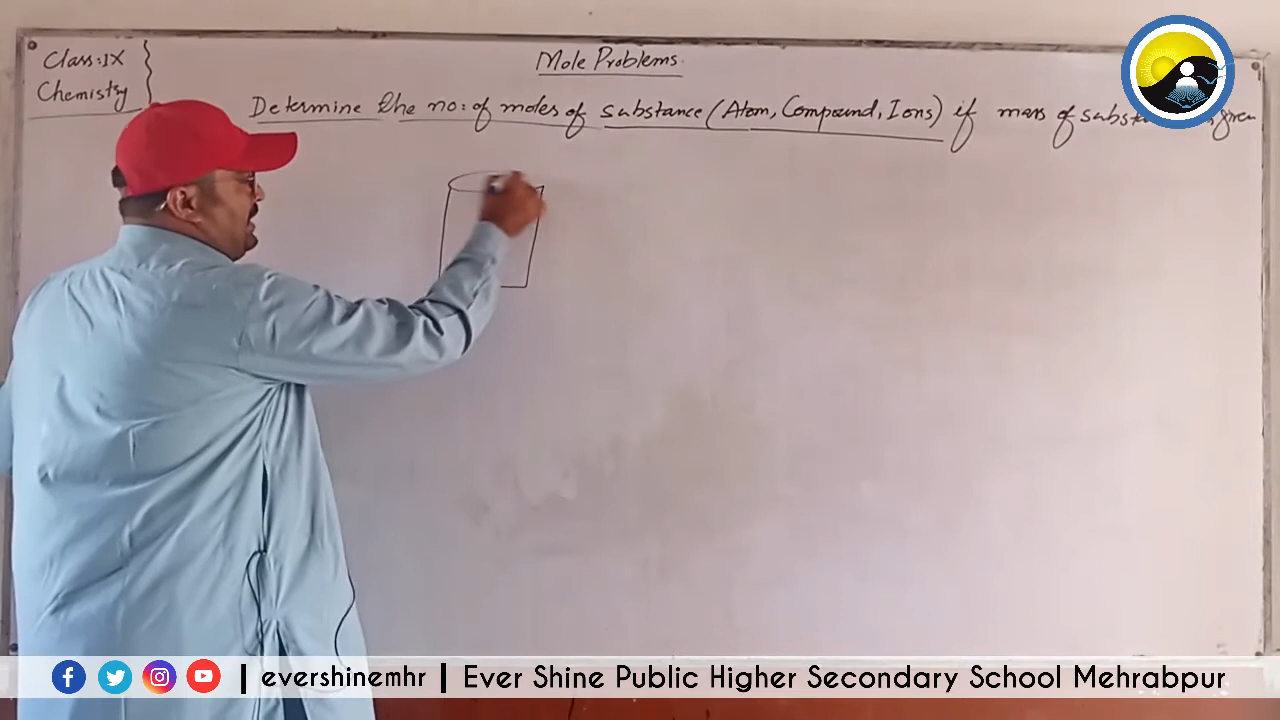 Class: IX
Chemistry
Mole Problems.
Determine the no: of moles of substance (Atom, Compound, Ions) if mass of given
| evershinemhr | Ever Shine Public Higher Secondary School Mehrabpur